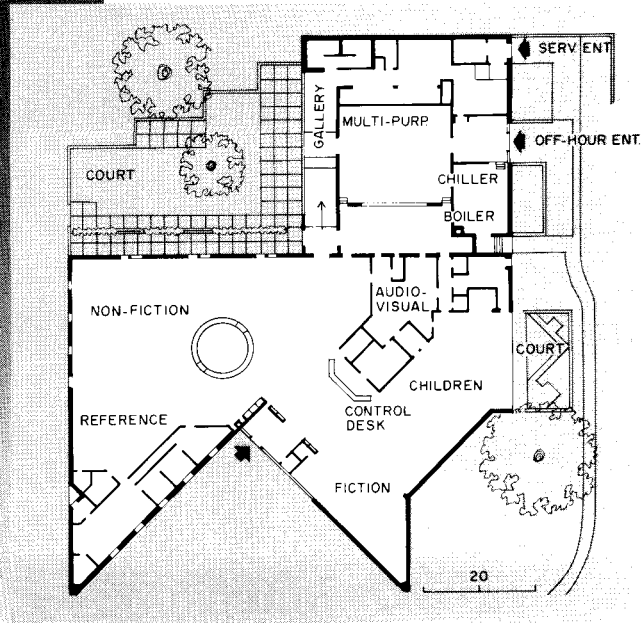 SERV. ENT.
GALLERY
MULTI-PURP.
OFF-HOUR ENT.
COURT
CHILLER
BOILER
AUDIO-
VISUAL
NON-FICTION
COURT
CHILDREN
CONTROL
DESK
REFERENCE
FICTION
20